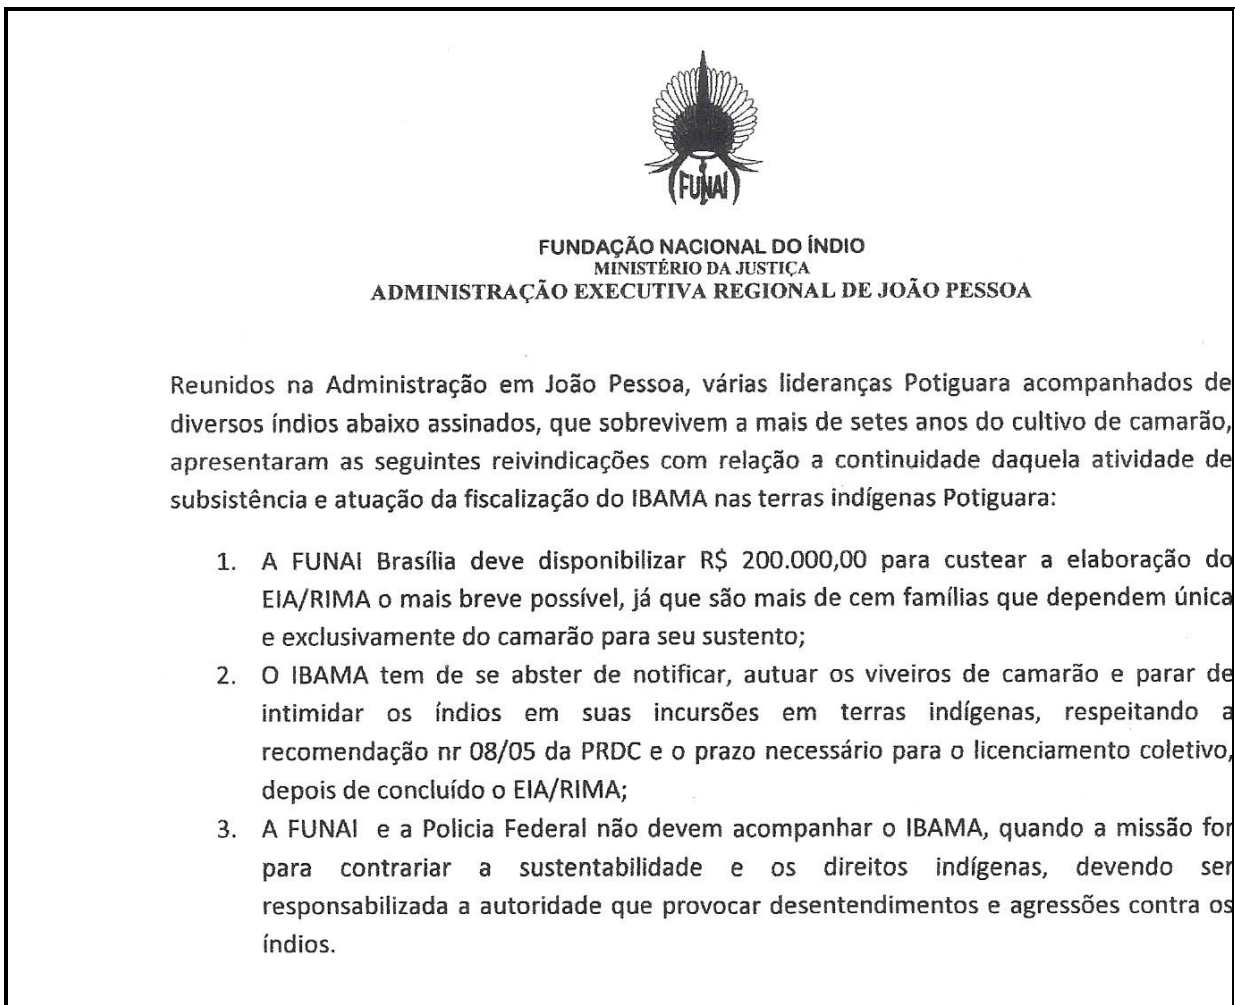 FUNAI
FUNDAÇÃO NACIONAL DO ÍNDIO
MINISTÉRIO DA JUSTIÇA
ADMINISTRAÇÃO EXECUTIVA REGIONAL DE JOÃO PESSOA
Reunidos na Administração em João Pessoa, várias lideranças Potiguara acompanhados de
diversos índios abaixo assinados, que sobrevivem a mais de setes anos do cultivo de camarão,
apresentaram as seguintes reivindicações com relação a continuidade daquela atividade de
subsistência e atuação da fiscalização do IBAMA nas terras indígenas Potiguara:
1. A FUNAI Brasília deve disponibilizar R$ 200.000,00 para custear a elaboração do
EIA/RIMA o mais breve possível, já que são mais de cem famílias que dependem única
e exclusivamente do camarão para seu sustento;
2. O IBAMA tem de se abster de notificar, autuar os viveiros de camarão e parar de
intimidar os índios em suas incursões em terras indígenas, respeitando a
recomendação nr 08/05 da PRDC e o prazo necessário para o licenciamento coletivo,
depois de concluído o EIA/RIMA;
3. A FUNAI e a Policia Federal não devem acompanhar o IBAMA, quando a missão for
para contrariar a sustentabilidade e os direitos indígenas, devendo ser
responsabilizada a autoridade que provocar desentendimentos e agressões contra os
índios.